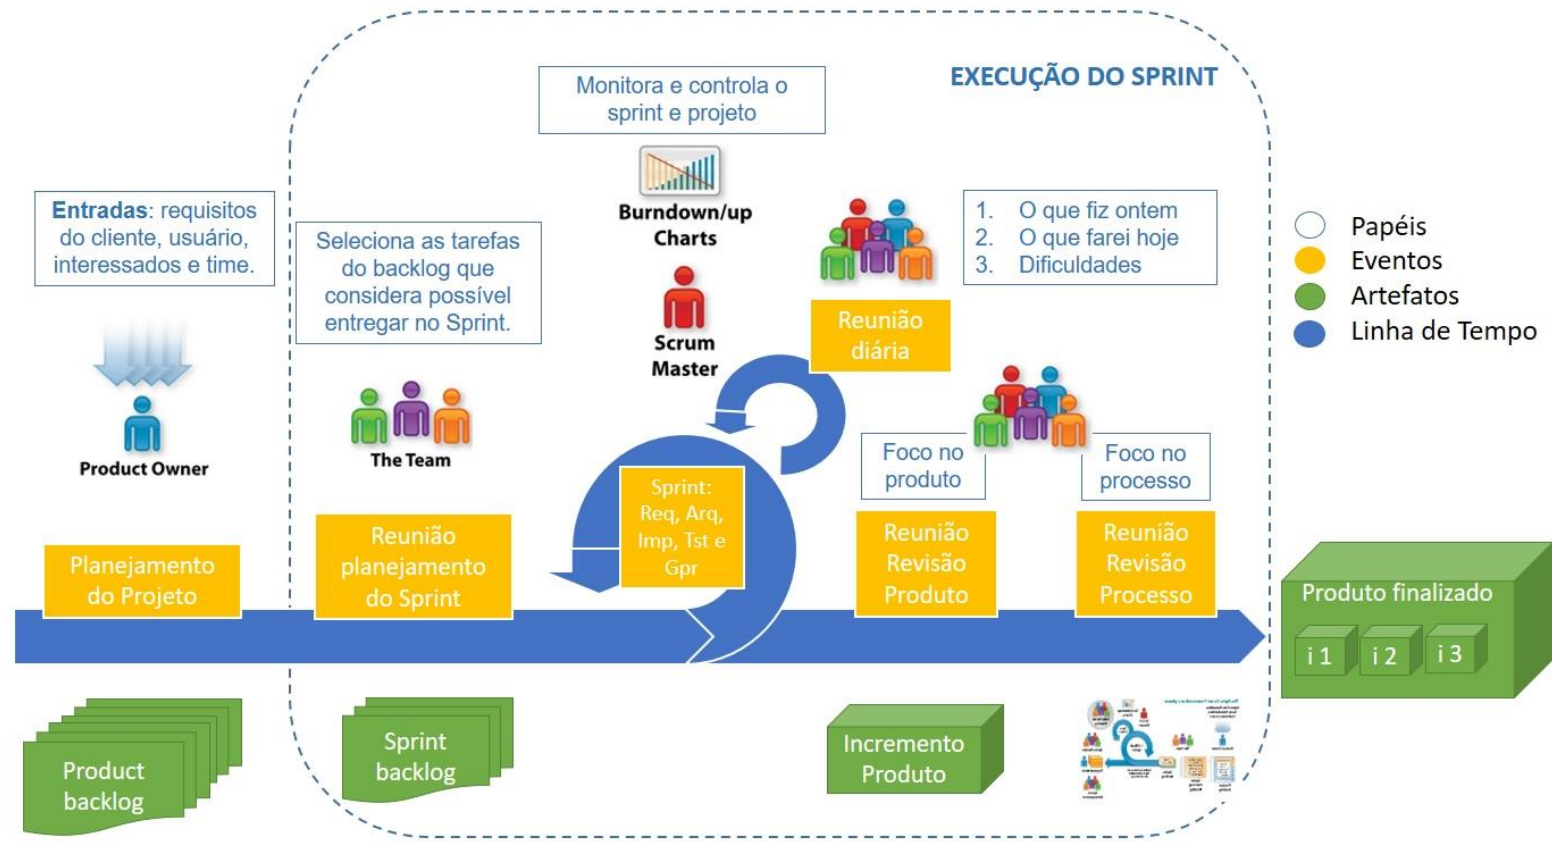 EXECUÇÃO DO SPRINT
Monitora e controla o
sprint e projeto
Burndown/up
Charts
Scrum
Master
Entradas: requisitos
do cliente, usuário,
interessados e time.
Product Owner
Planejamento
do Projeto
Product
backlog
Seleciona as tarefas
do backlog que
considera possível
entregar no Sprint.
The Team
Reunião
planejamento
do Sprint
Sprint
backlog
Sprint:
Req, Arq,
Imp, Tst e
Gpr
1. O que fiz ontem
2. O que farei hoje
3. Dificuldades
Reunião
diária
Foco no
produto
Reunião
Revisão
Produto
Incremento
Produto
Foco no
processo
Reunião
Revisão
Processo
Papéis
Eventos
Artefatos
Linha de Tempo
Produto finalizado
i 1
i 2
i 3